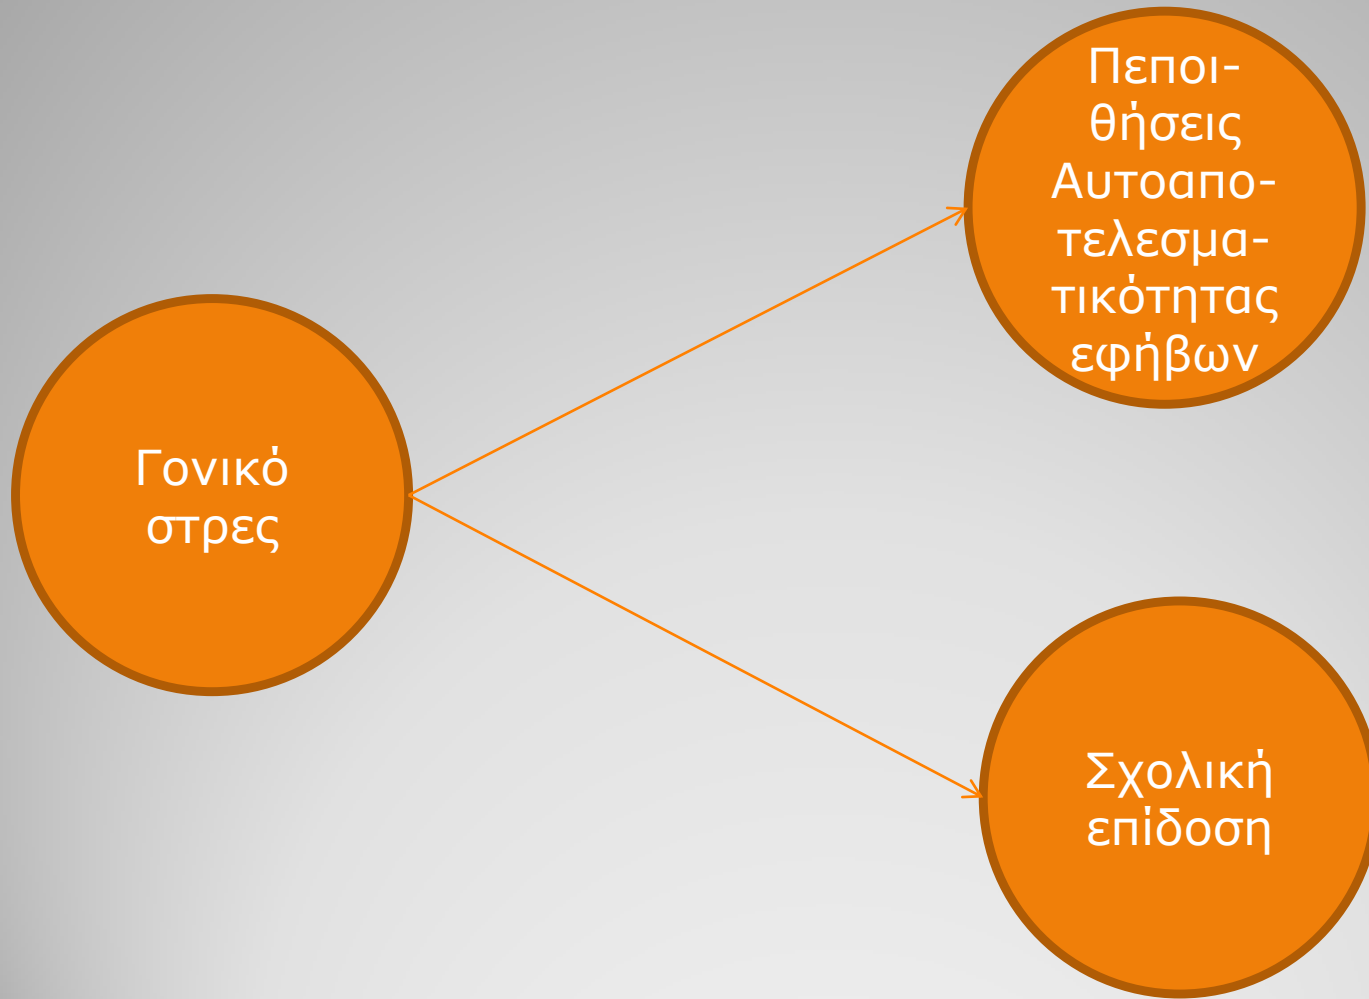 Πεποι-
θήσεις
Αυτοαπο-
τελεσμα-
τικότητας
εφήβων
Γονικό
στρες
Σχολική
επίδοση